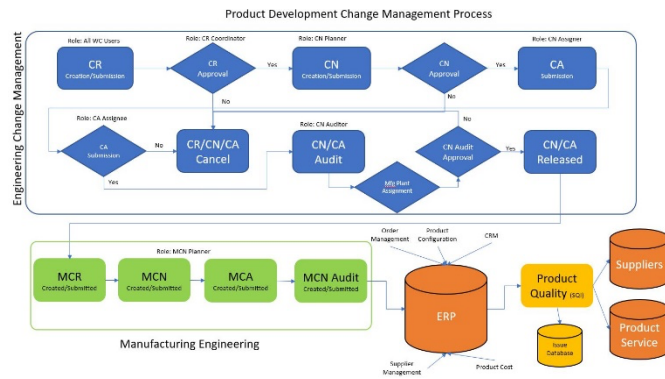 Product Development Change Management Process
Engineering Change Management
Role: All WC Users
Role: CR Coordinator
Role: CN Planner
Role: CN Assigner
CR
Creation/Submission
CR
Approval
Yes
CN
Creation/Submission
CN
Approval
Yes
CA
Submission
No
No
Role: CA Assignee
CA
Submission
No
Yes
CR/CN/CA
Cancel
Role: CN Auditor
CN/CA
Audit
Mfg Plant
Assignment
No
CN Audit
Approval
Yes
CN/CA
Released
Role: MCN Planner
MCR
Created/Submitted
MCN
Created/Submitted
MCA
Created/Submitted
MCN Audit
Created/Submitted
Manufacturing Engineering
Order
Management
Product
Configuration
CRM
ERP
Supplier
Management
Product Cost
Product
Quality (SQI)
Issue
Database
Suppliers
Product
Service